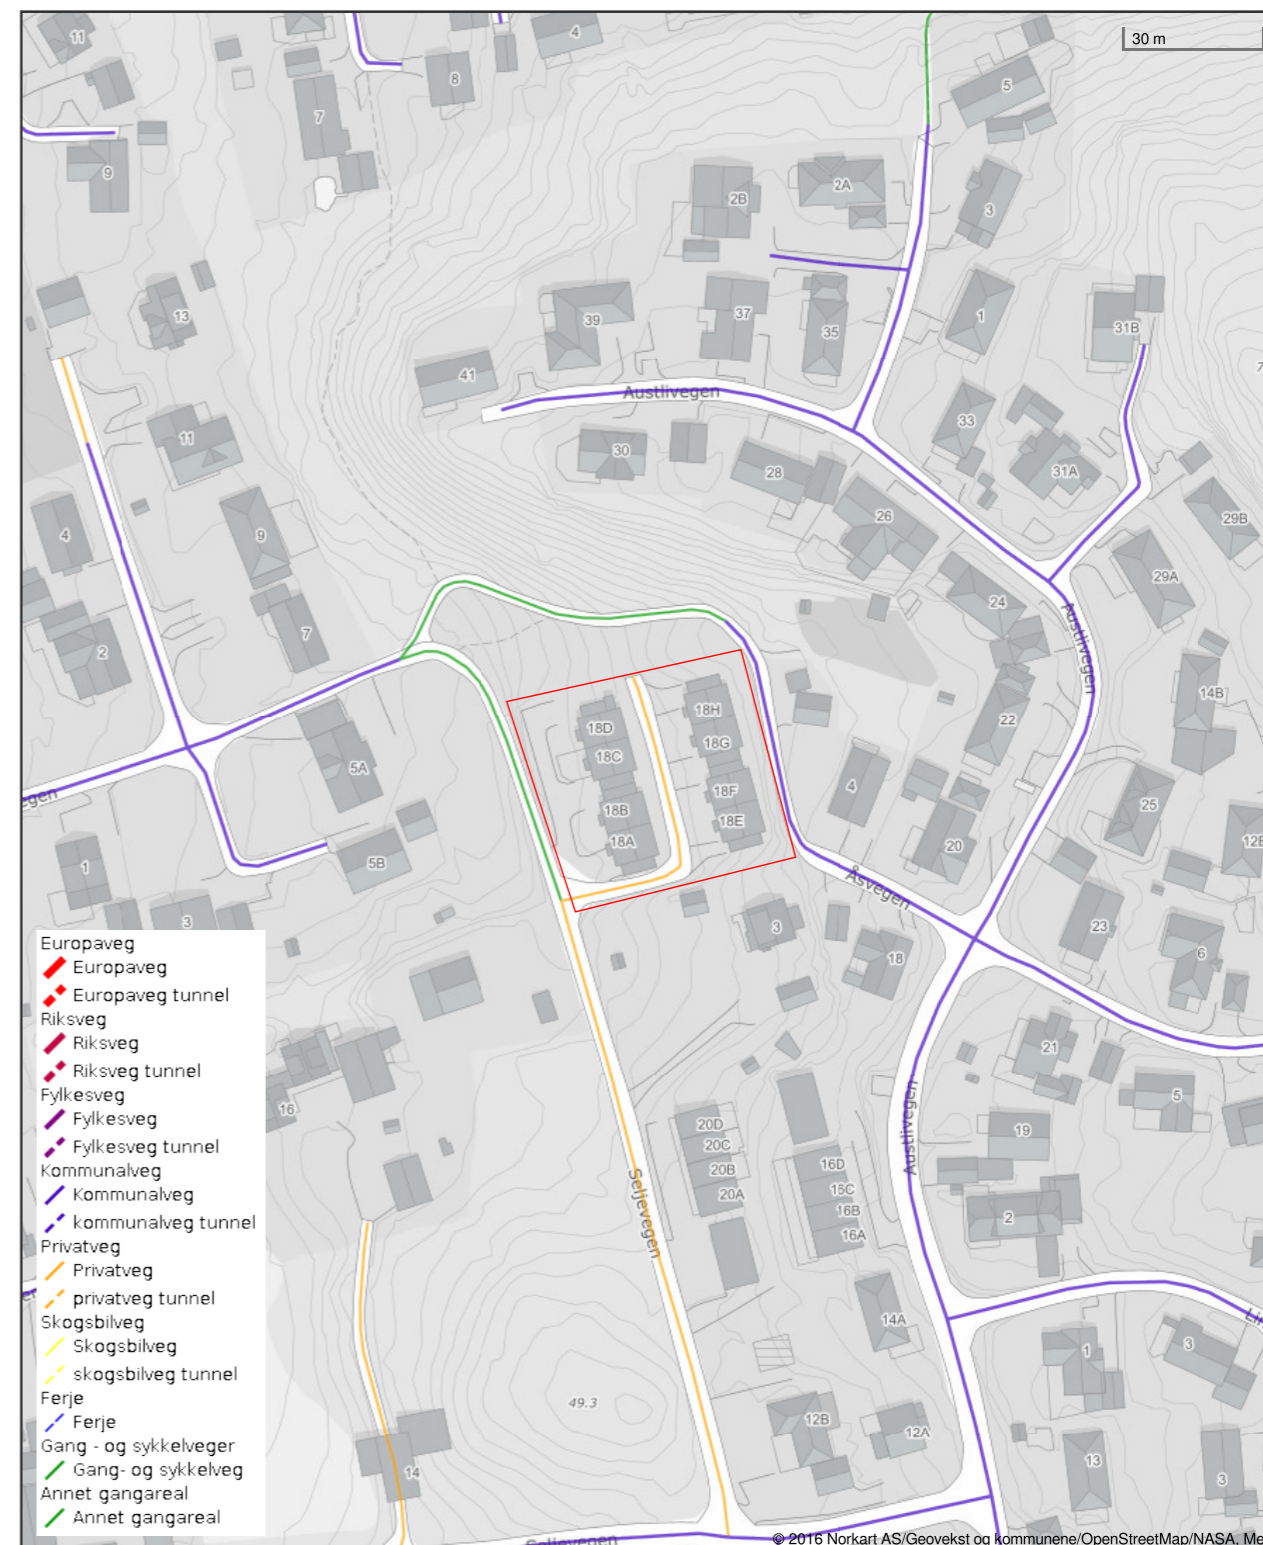 30 m
11
4
8
5
7
9
2B
2A
3
13
39
37
35
1
31B
41
Austlivegen
33
30
28
31A
11
26
29B
4
9
29A
24
7
Austlivegen
2
14B
18D
18H
22
18C
18G
5A
4
18F
25
18B
egen
18E
18A
20
5B
1
Åsvegen
3
3
23
18
6
21
5
16
Austlivegen
20D
19
20C
16D
20B
16C
20A
16B
Seljevegen
2
16A
14A
1
3
49.3
12B
12A
13
14
3
Europaveg
Europaveg
Europaveg tunnel
Riksveg
Riksveg
Riksveg tunnel
Fylkesveg
Fylkesveg
Fylkesveg tunnel
Kommunalveg
Kommunalveg
kommunalveg tunnel
Privatveg
Privatveg
privatveg tunnel
Skogsbilveg
Skogsbilveg
skogsbilveg tunnel
Ferje
Ferje
Gang - og sykkelveger
Gang- og sykkelveg
Annet gangareal
Annet gangareal
Seljevegen
© 2016 Norkart AS/Geovekst og kommunene/OpenStreetMap/NASA, Me